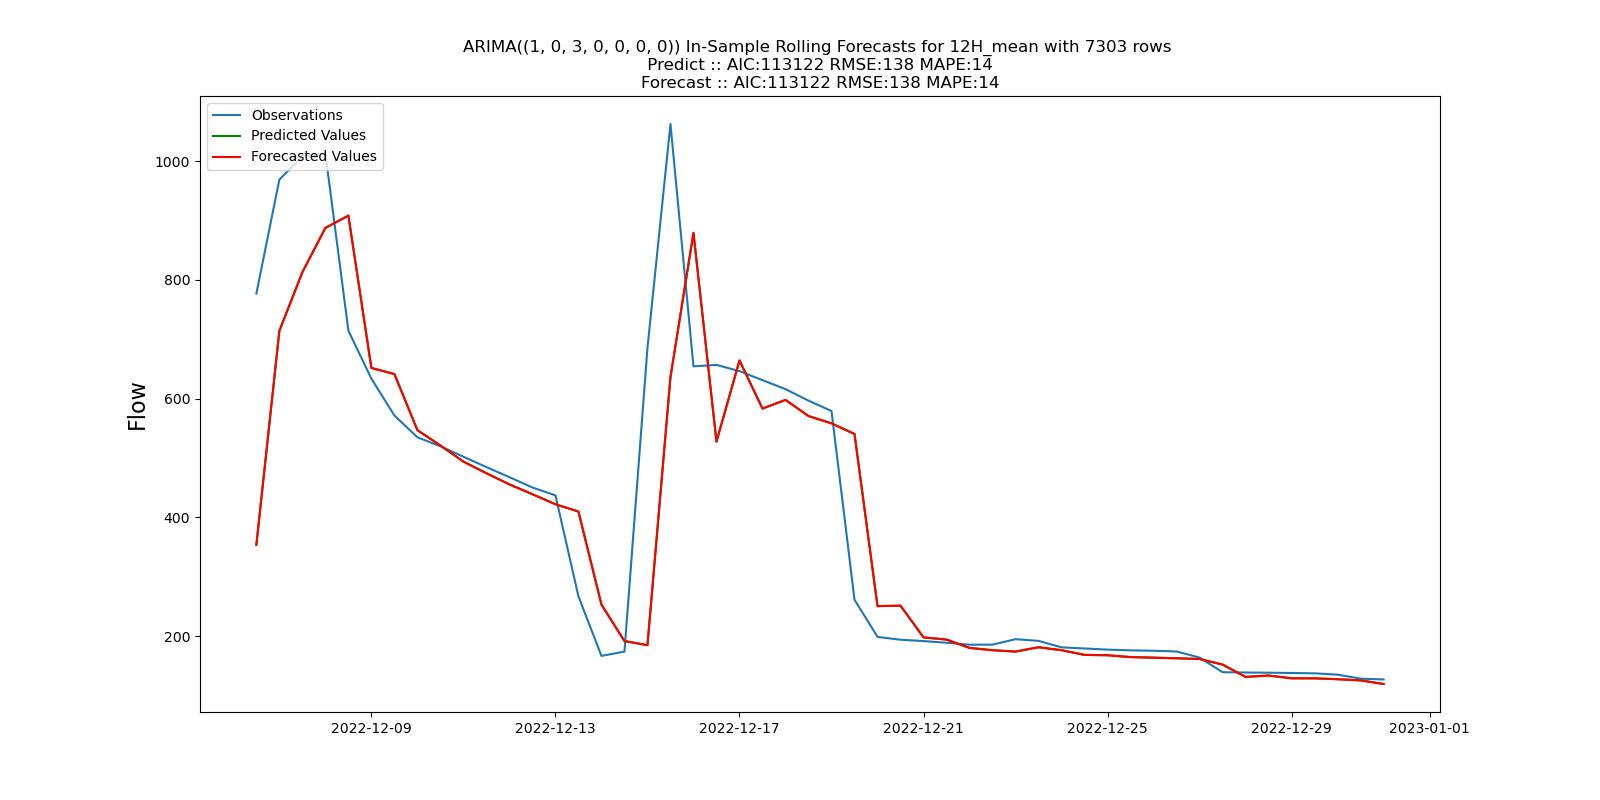 ARIMA((1, 0, 3, 0, 0, 0, 0)) In-Sample Rolling Forecasts for 12H_mean with 7303 rows
Predict :: AIC:113122 RMSE:138 MAPE:14
Forecast :: AIC:113122 RMSE:138 MAPE:14
Observations
Predicted Values
Forecasted Values
1000
800
600
400
200
Flow
2022-12-09
2022-12-13
2022-12-17
2022-12-21
2022-12-25
2022-12-29
2023-01-01